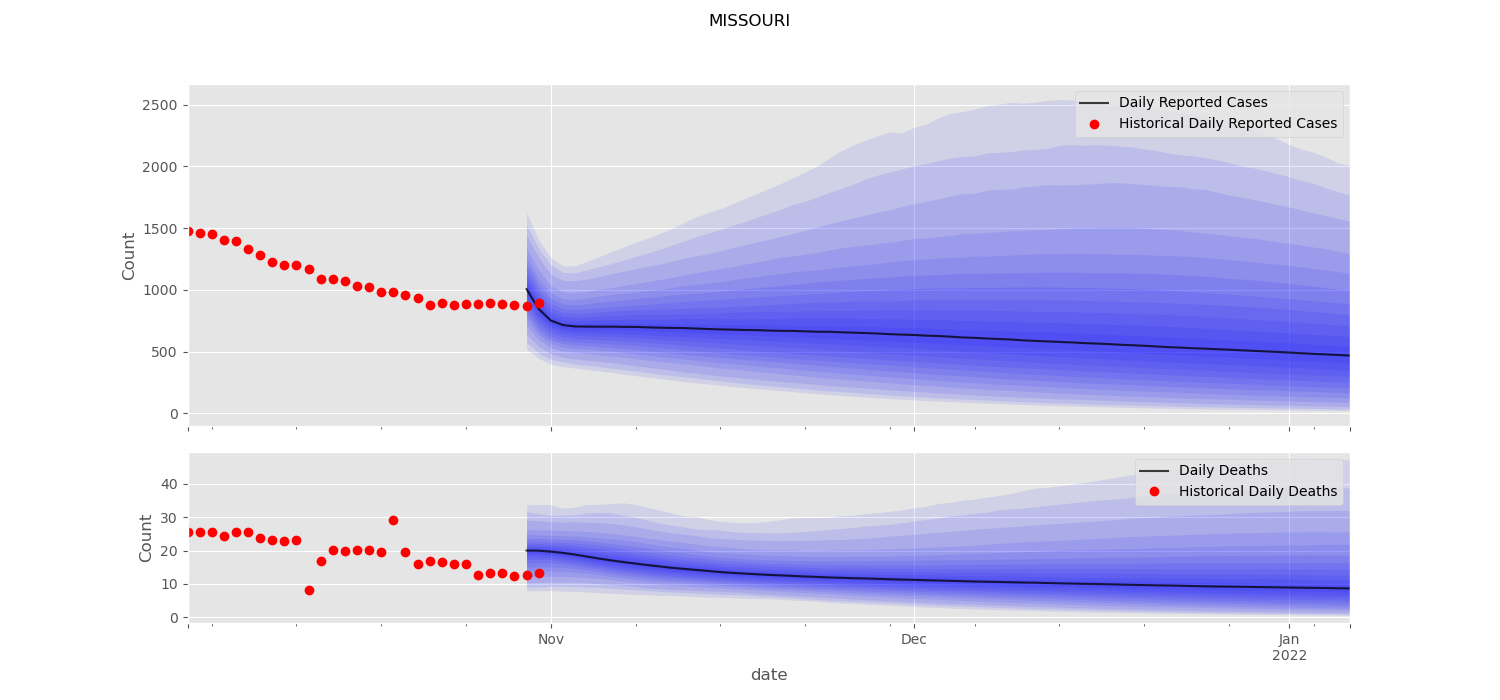 MISSOURI
2500
2000
1500
1000
500
0
Count
Daily Reported Cases
Historical Daily Reported Cases
40
30
20
10
0
Count
Daily Deaths
Historical Daily Deaths
Nov
Dec
Jan
2022
date